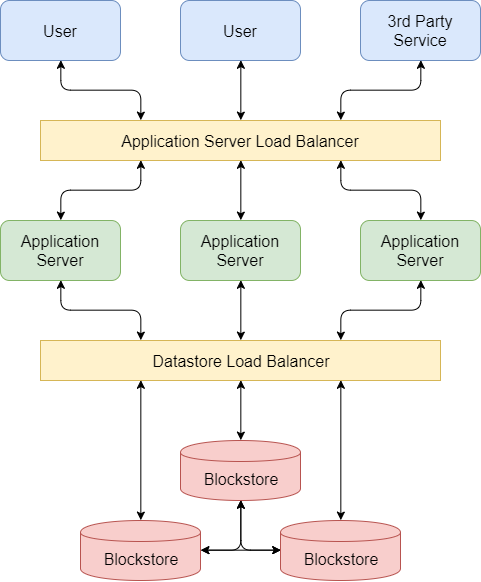 User
User
3rd Party
Service
Application Server Load Balancer
Application
Server
Application
Server
Application
Server
Datastore Load Balancer
Blockstore
Blockstore
Blockstore